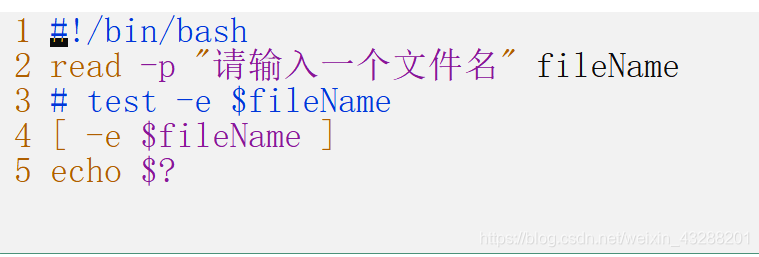 1 #!/bin/bash
2 read -p "请输入一个文件名" fileName
3 # test -e $fileName
4 [ -e $fileName ]
5 echo $?
https://blog.csdn.net/weixin_43288201